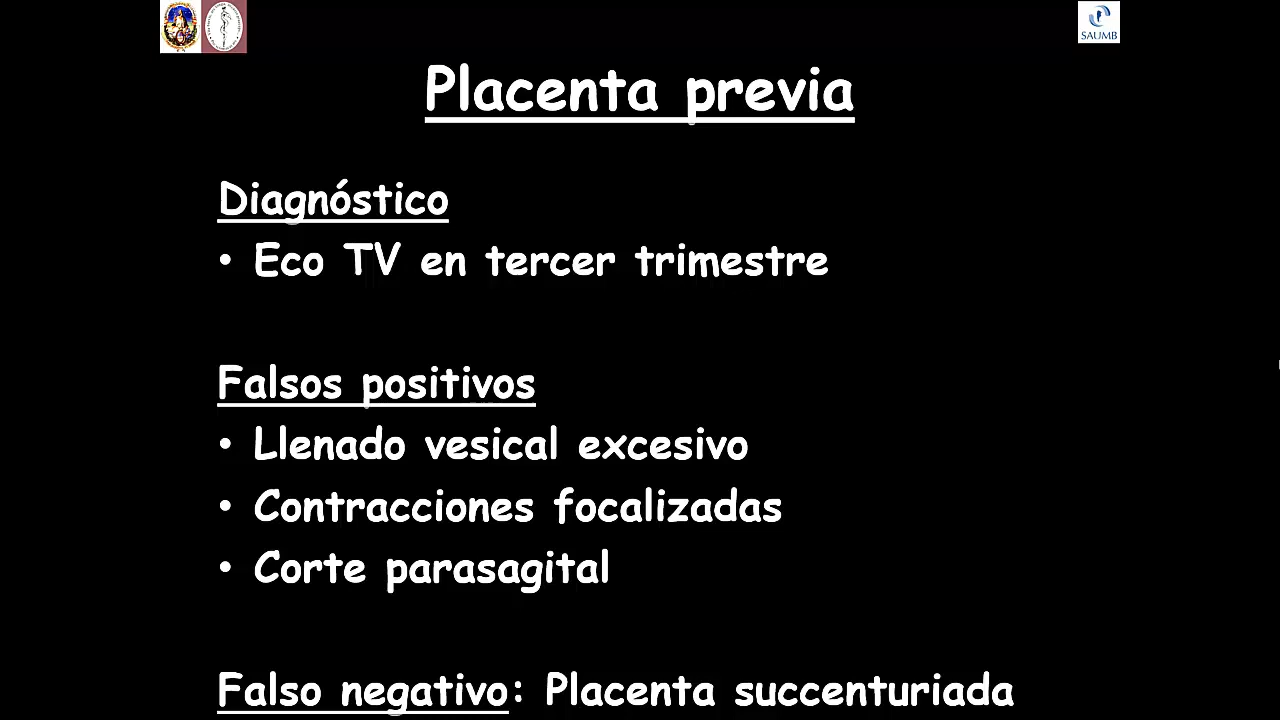 SAUMB
Placenta previa
Diagnóstico
• Eco TV en tercer trimestre
Falsos positivos
• Llenado vesical excesivo
• Contracciones focalizadas
• Corte parasagital
Falso negativo: Placenta succenturiada